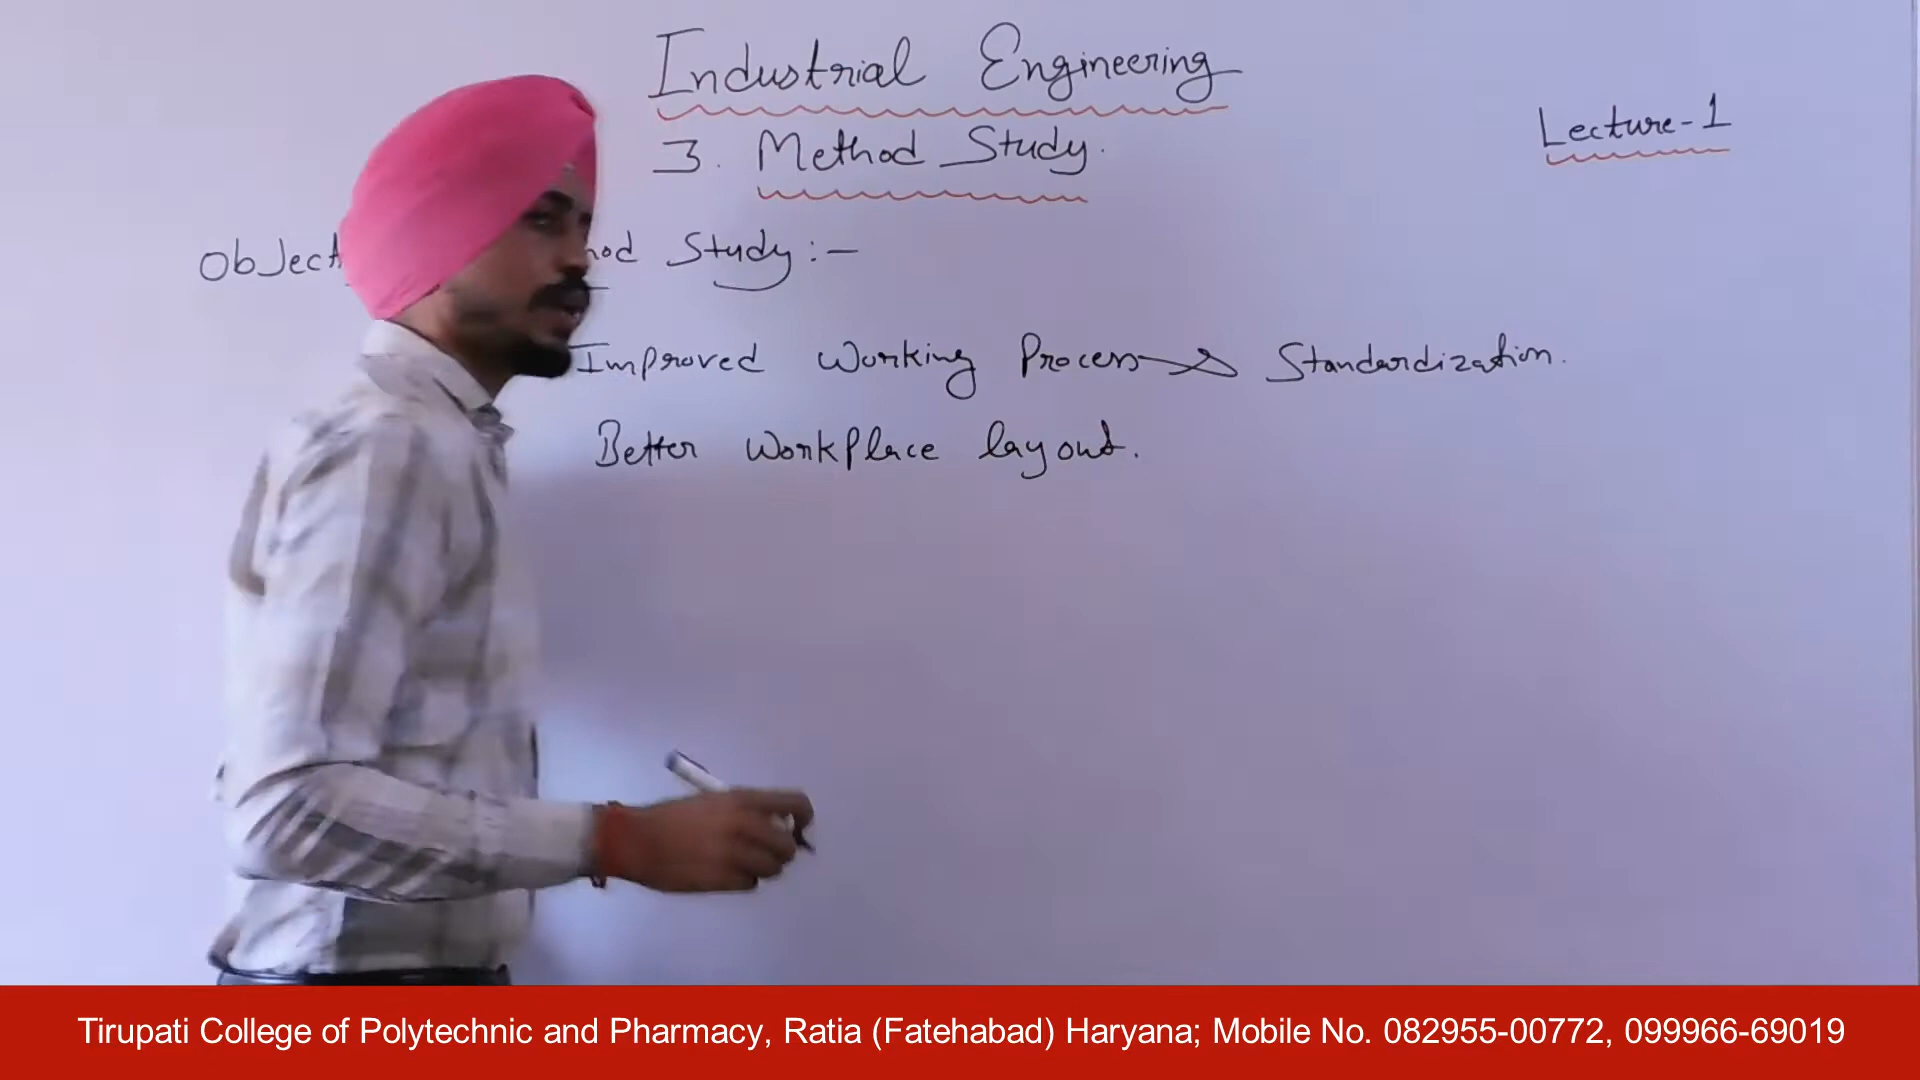 Industrial Engineering
3. Method Study.
Lecture-1
Study :-
Improved Working Process → Standardization.
Better Workplace layout.
Tirupati College of Polytechnic and Pharmacy, Ratia (Fatehabad) Haryana; Mobile No. 082955-00772, 099966-69019